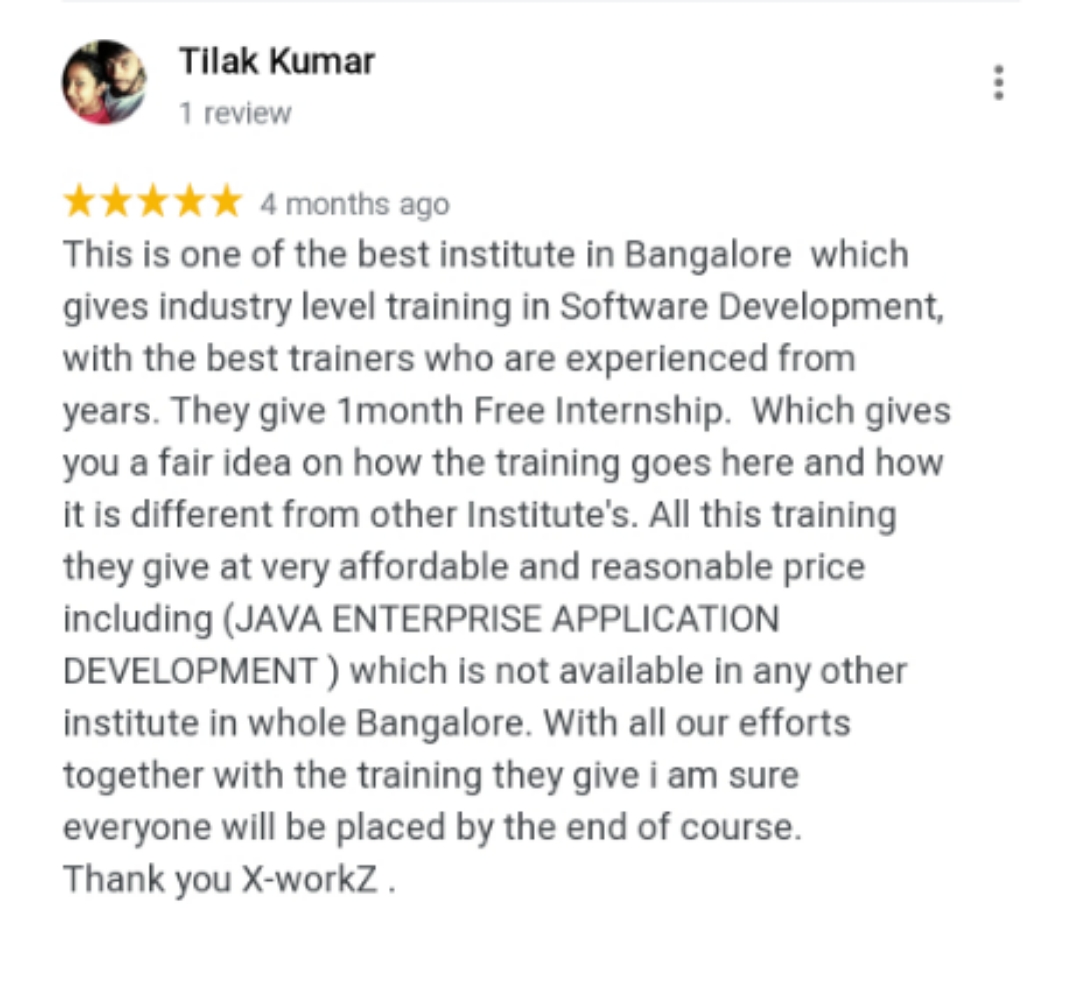 Tilak Kumar
1 review
4 months ago
This is one of the best institute in Bangalore  which
gives industry level training in Software Development,
with the best trainers who are experienced from
years. They give 1month Free Internship.  Which gives
you a fair idea on how the training goes here and how
it is different from other Institute's. All this training
they give at very affordable and reasonable price
including (JAVA ENTERPRISE APPLICATION
DEVELOPMENT ) which is not available in any other
institute in whole Bangalore. With all our efforts
together with the training they give i am sure
everyone will be placed by the end of course.
Thank you X-workZ .